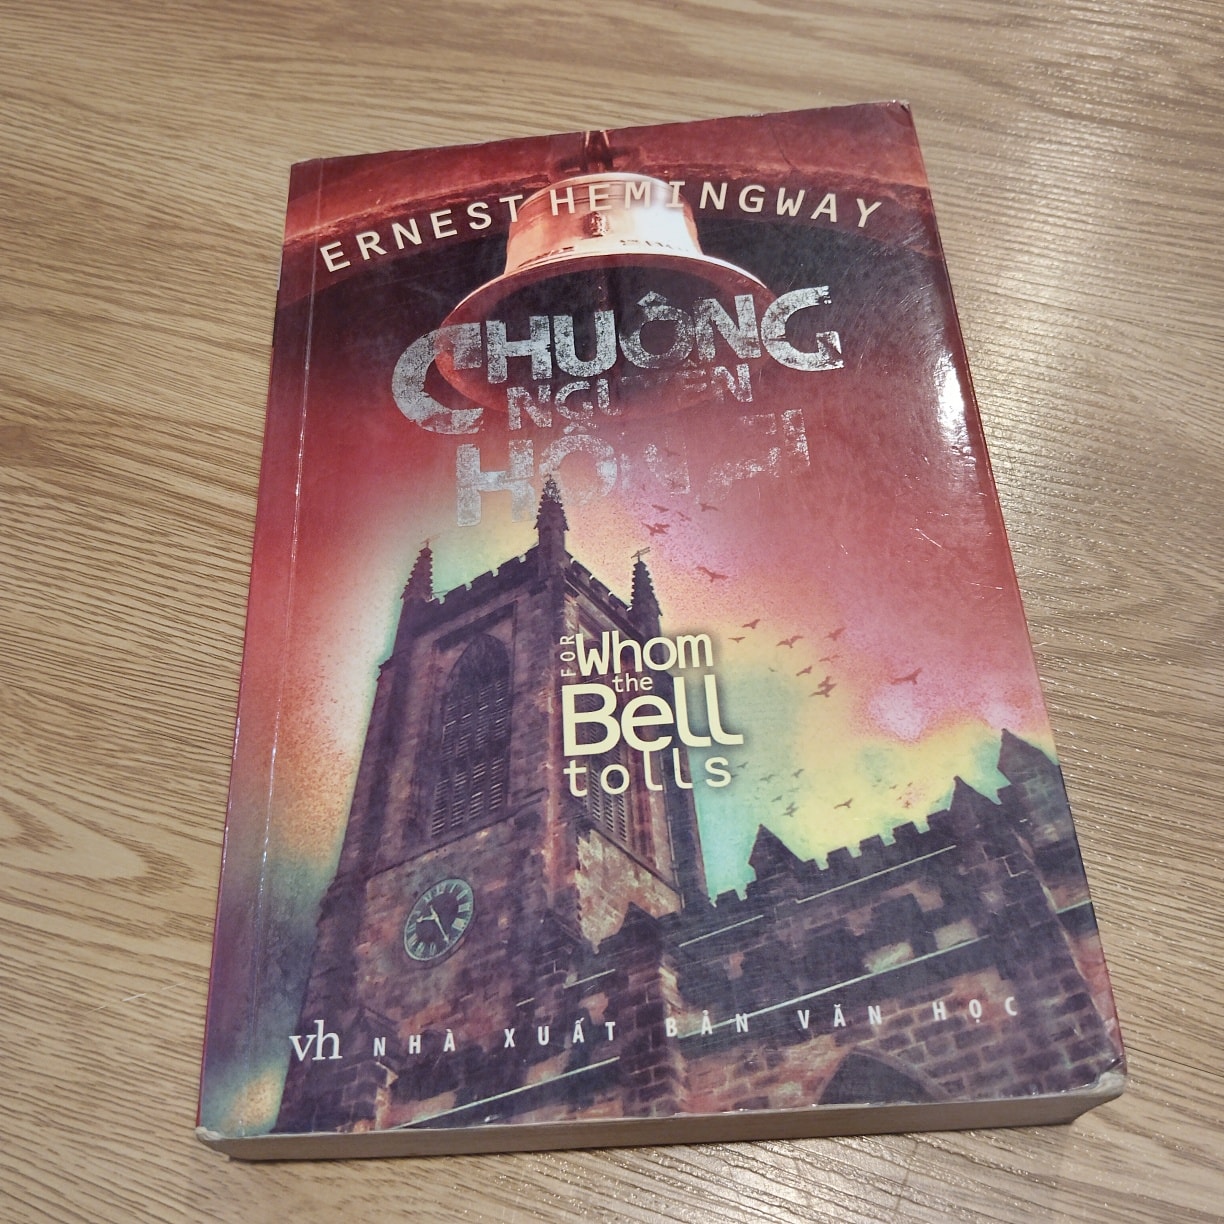 ERNEST HEMINGWAY
CHUÔNG
NGUYỆN
HỒN AI
FOR Whom
the
Bell
tolls
vh NHÀ XUẤT BẢN VĂN HỌC